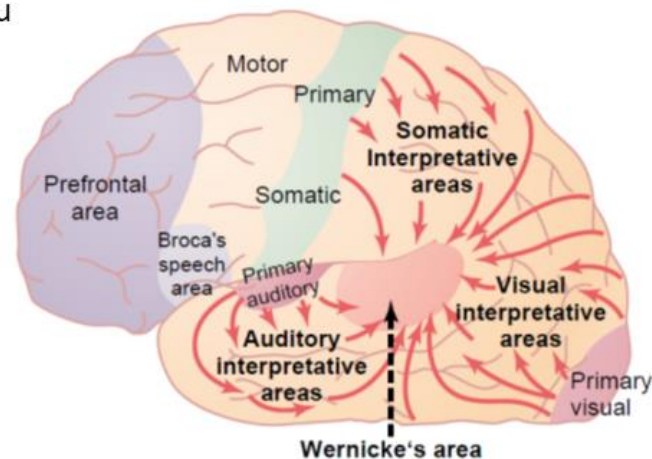 u
Motor
Primary
Somatic
Interpretative
areas
Prefrontal
area
Somatic
Broca's
speech
area
Primary
auditory
Visual
interpretative
areas
Auditory
interpretative
areas
Primary
visual
Wernicke's area